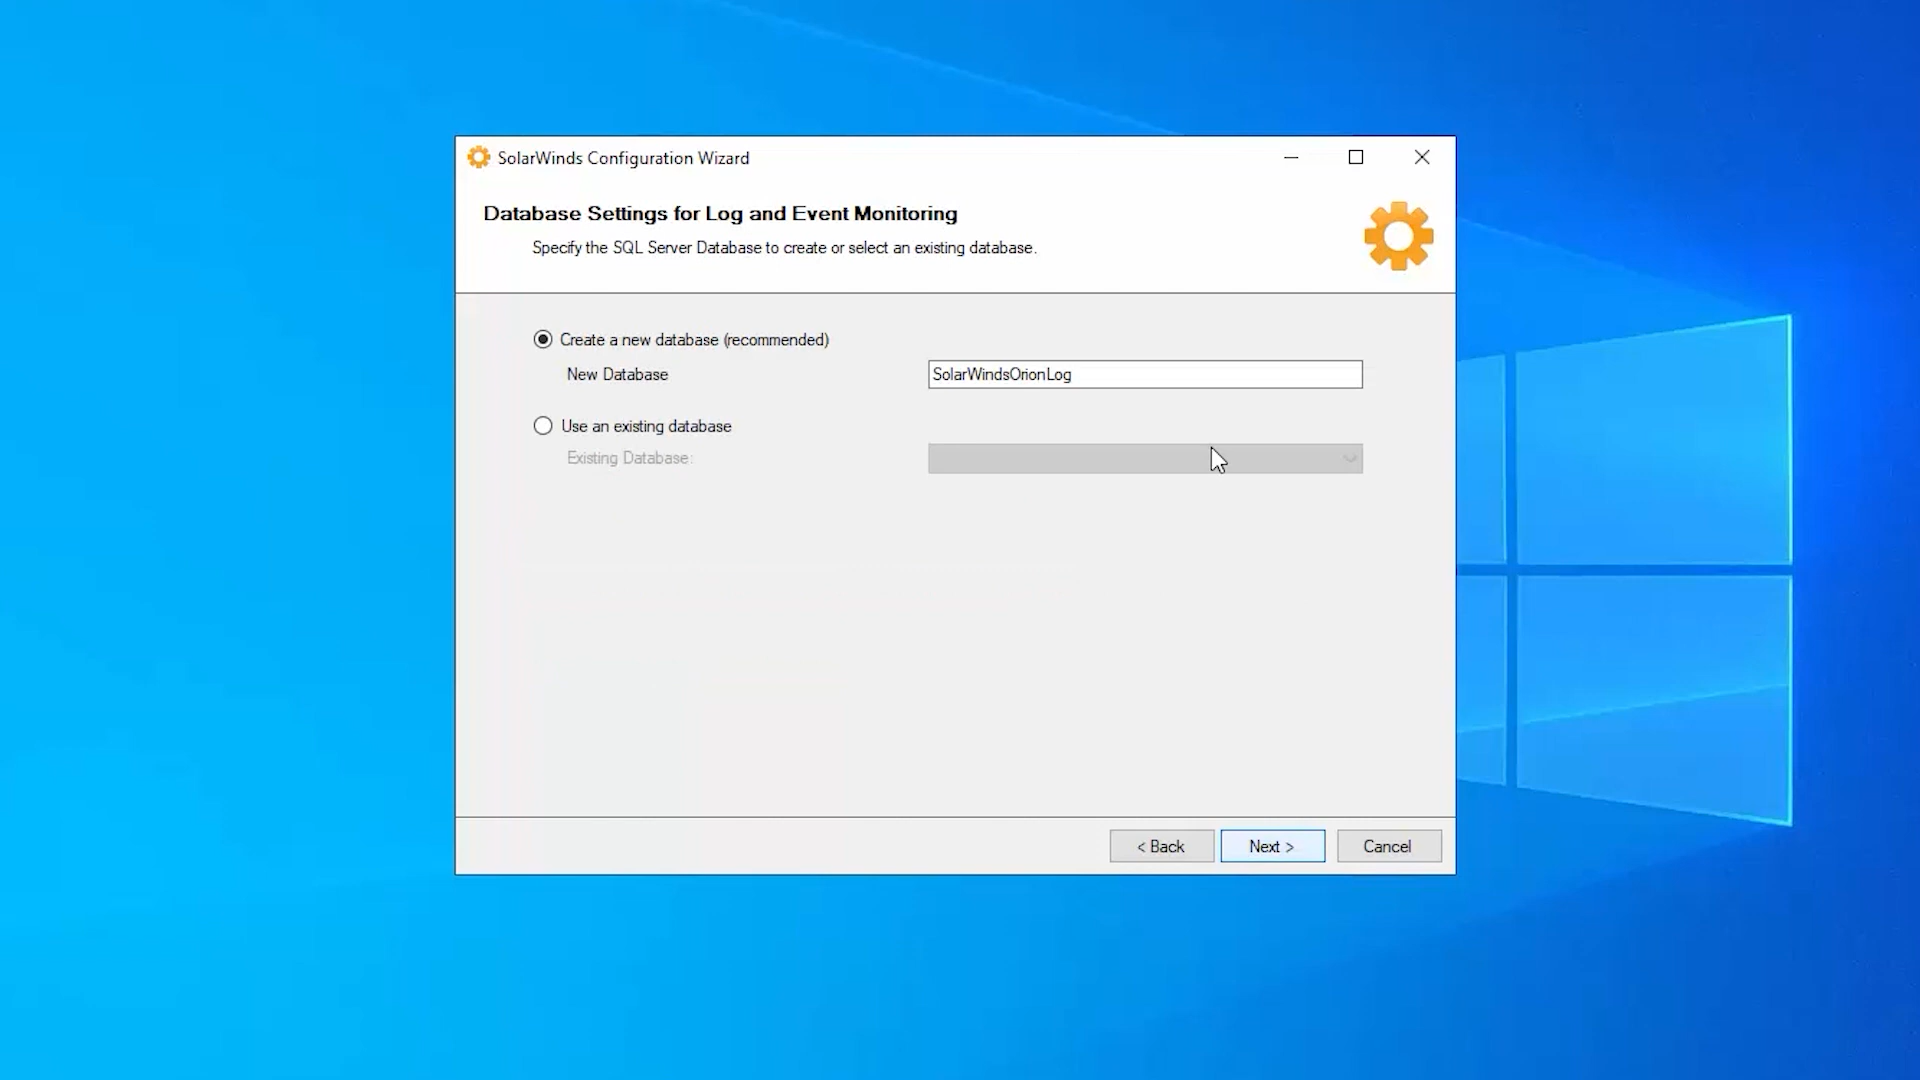 SolarWinds Configuration Wizard
Database Settings for Log and Event Monitoring
Specify the SQL Server Database to create or select an existing database.
Create a new database (recommended)
New Database
SolarWindsOrionLog
Use an existing database
Existing Database:
< Back
Next >
Cancel